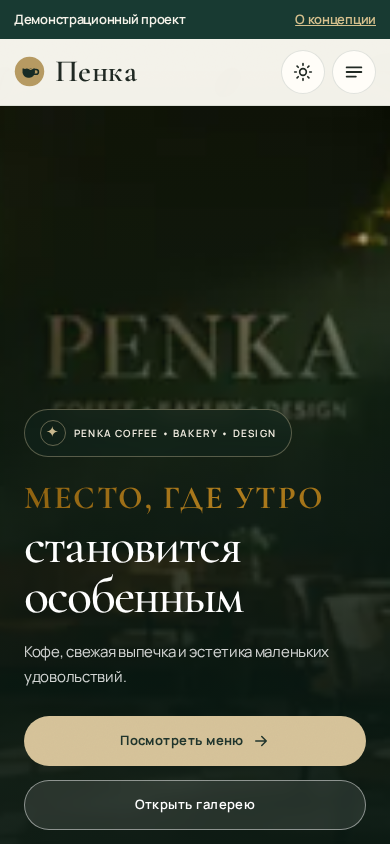 Демонстрационный проект
О концепции
Пенка
PENKA
COFFEE • BAKERY • DESIGN
PENKA COFFEE • BAKERY • DESIGN
МЕСТО, ГДЕ УТРО
становится
особенным
Кофе, свежая выпечка и эстетика маленьких
удовольствий.
Посмотреть меню →
Открыть галерею